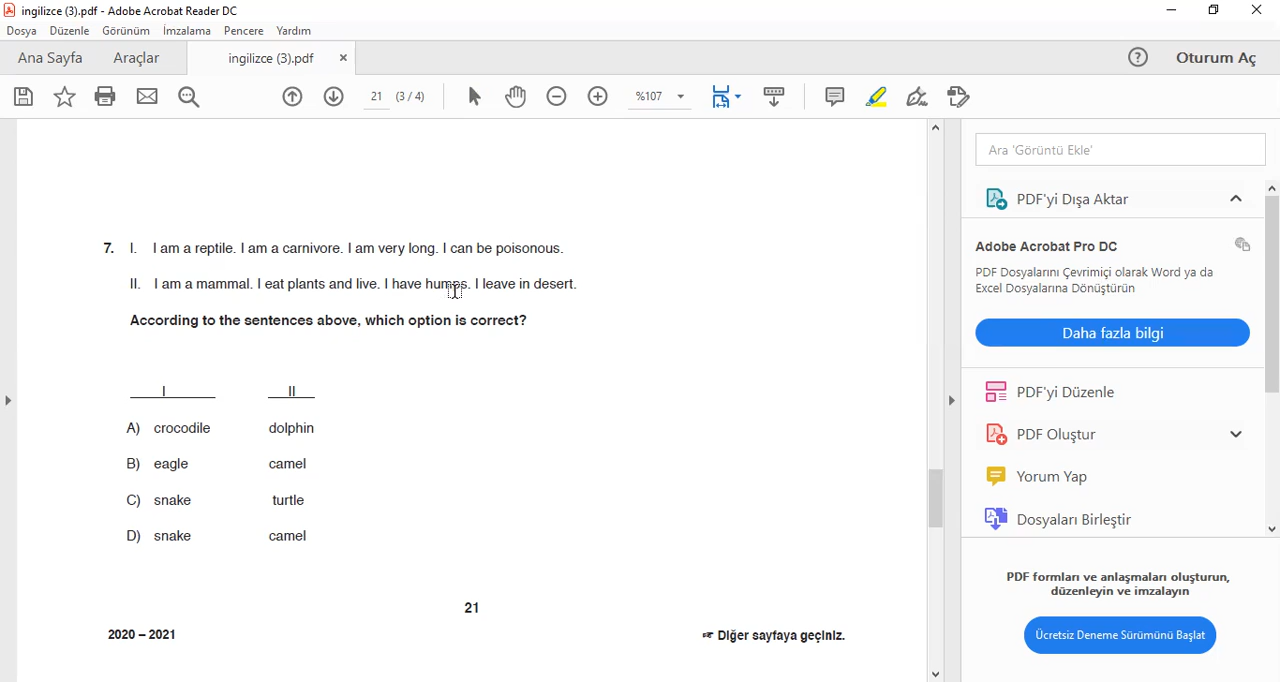 ingilizce (3).pdf - Adobe Acrobat Reader DC
Dosya Düzenle Görünüm İmzalama Pencere Yardım
Ana Sayfa Araçlar ingilizce (3).pdf × ? Oturum Aç
21 (3 / 4) %107
Ara 'Görüntü Ekle'
PDF'yi Dışa Aktar
Adobe Acrobat Pro DC
PDF Dosyalarını Çevrimiçi olarak Word ya da
Excel Dosyalarına Dönüştürün
Daha fazla bilgi
PDF'yi Düzenle
PDF Oluştur
Yorum Yap
Dosyaları Birleştir
PDF formları ve anlaşmaları oluşturun,
düzenleyin ve imzalayın
Ücretsiz Deneme Sürümünü Başlat
7. I. I am a reptile. I am a carnivore. I am very long. I can be poisonous.
II. I am a mammal. I eat plants and live. I have humps. I leave in desert.
According to the sentences above, which option is correct?
I II
A) crocodile dolphin
B) eagle camel
C) snake turtle
D) snake camel
21
2020 – 2021 ☞ Diğer sayfaya geçiniz.